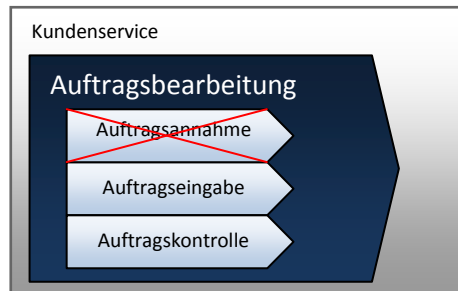 Kundenservice
Auftragsbearbeitung
Auftragsannahme
Auftragseingabe
Auftragskontrolle